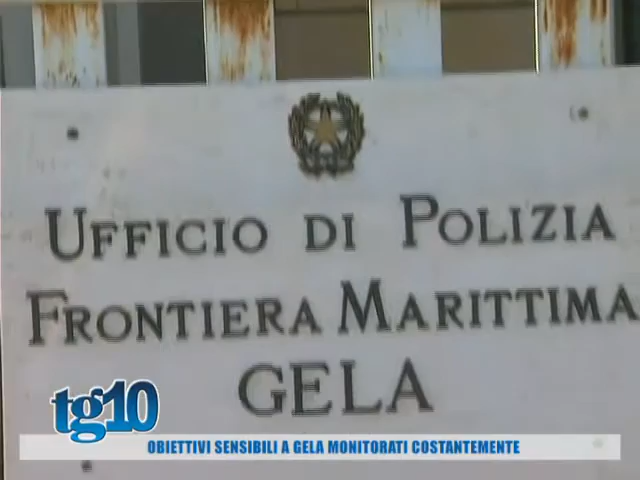 UFFICIO DI POLIZIA
FRONTIERA MARITTIMA
GELA
tg10
OBIETTIVI SENSIBILI A GELA MONITORATI COSTANTEMENTE